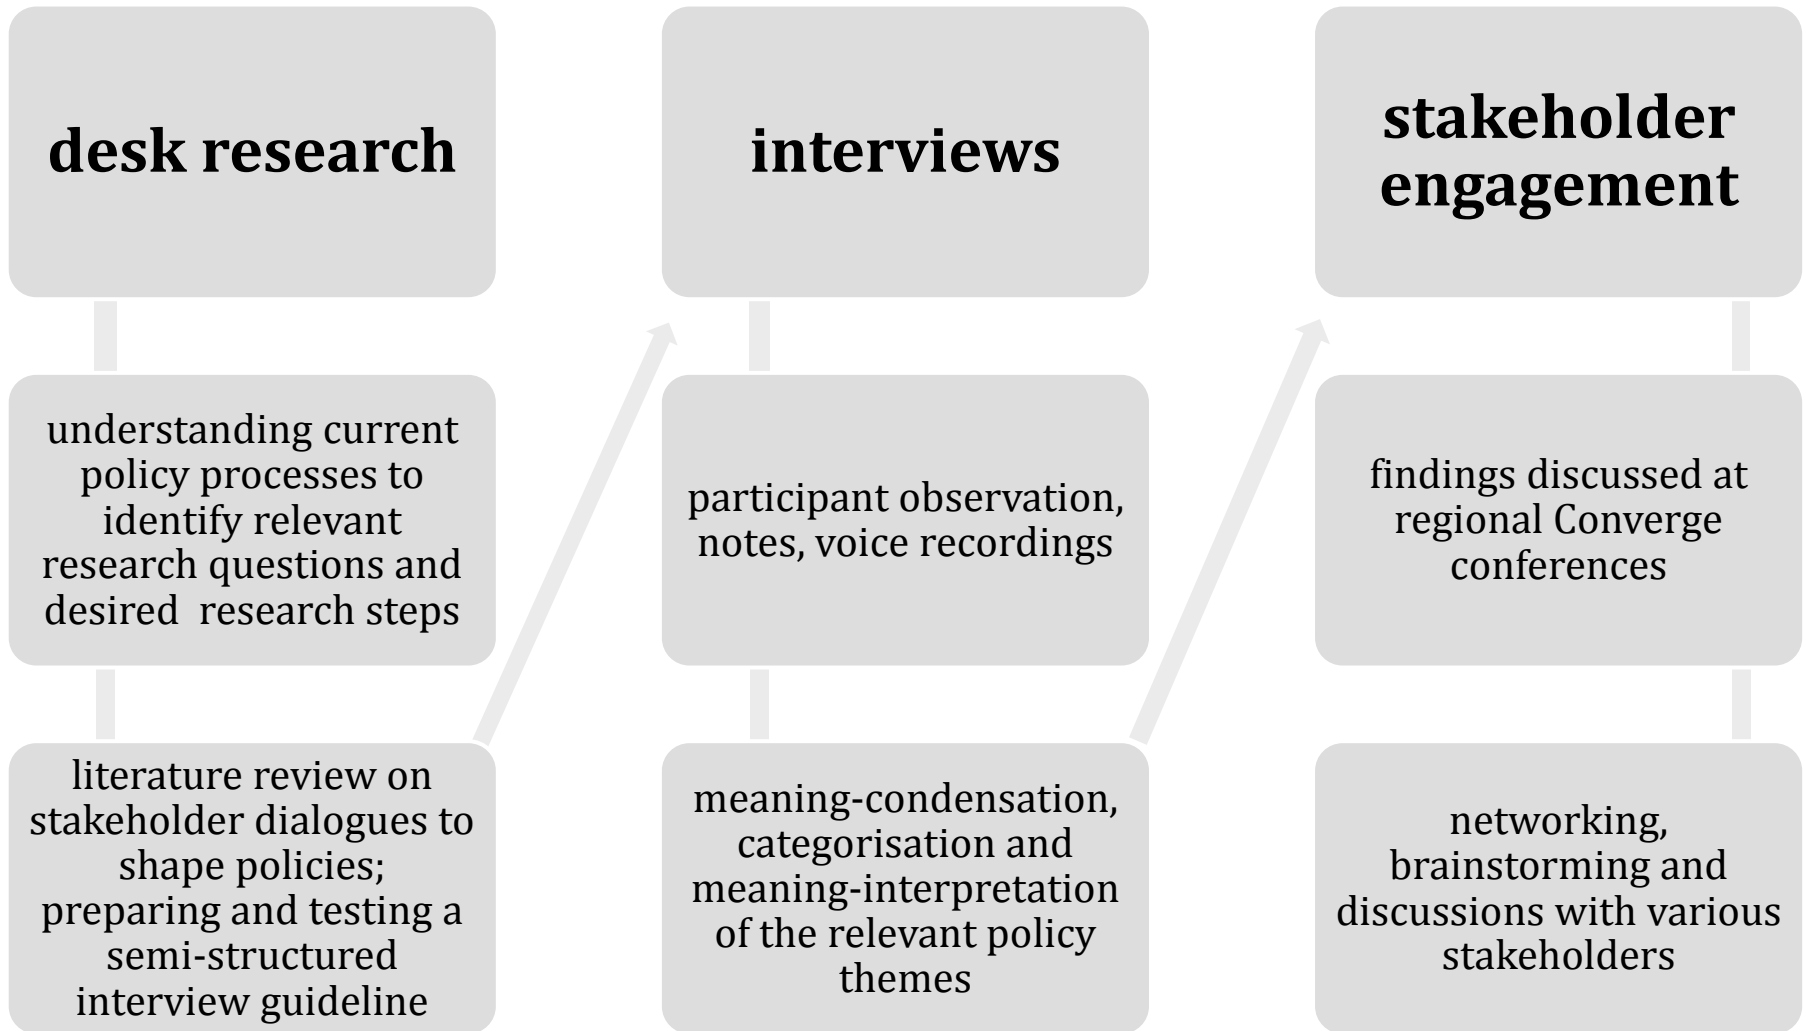 desk research
understanding current
policy processes to
identify relevant
research questions and
desired  research steps
literature review on
stakeholder dialogues to
shape policies;
preparing and testing a
semi-structured
interview guideline
interviews
participant observation,
notes, voice recordings
meaning-condensation,
categorisation and
meaning-interpretation
of the relevant policy
themes
stakeholder
engagement
findings discussed at
regional Converge
conferences
networking,
brainstorming and
discussions with various
stakeholders